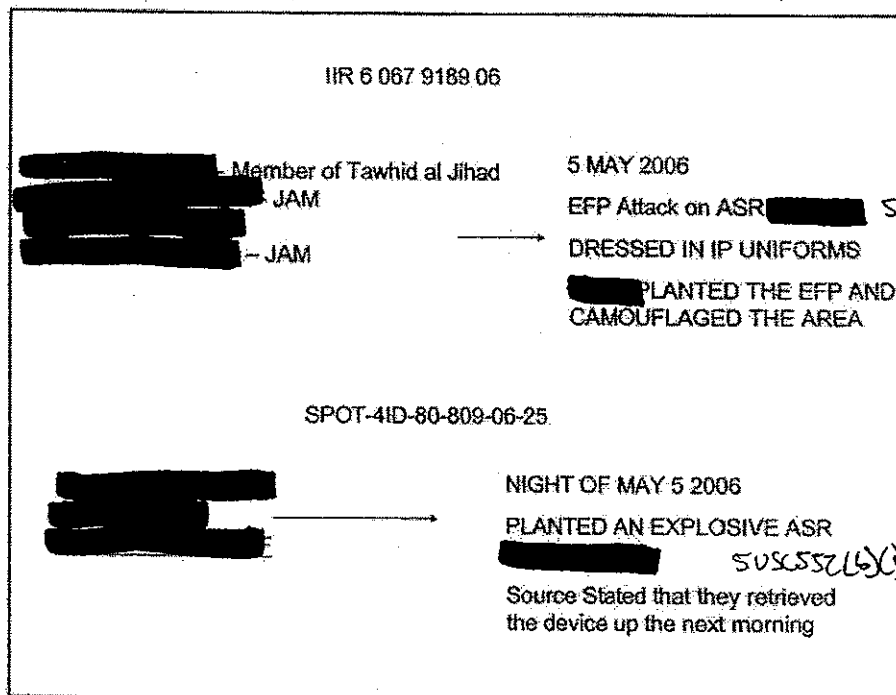 IIR 6 067 9189 06
- Member of Tawhid al Jihad
- JAM
- JAM
5 MAY 2006
EFP Attack on ASR 5
DRESSED IN IP UNIFORMS
PLANTED THE EFP AND
CAMOUFLAGED THE AREA
SPOT-4ID-80-809-06-25
NIGHT OF MAY 5 2006
PLANTED AN EXPLOSIVE ASR
5USC552(b)(
Source Stated that they retrieved
the device up the next morning